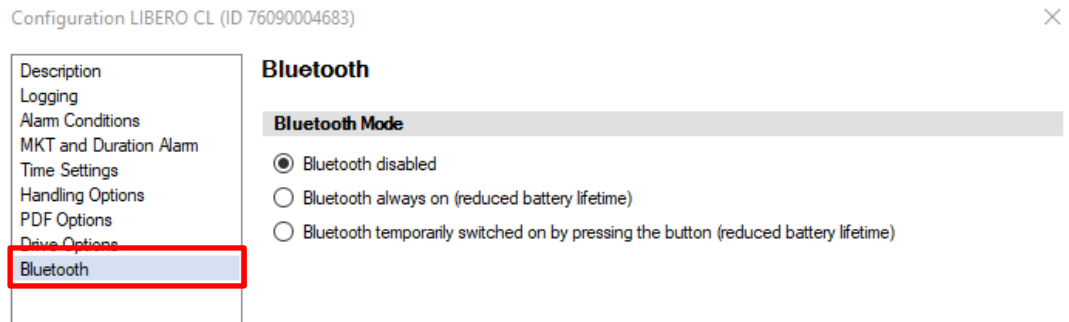 Configuration LIBERO CL (ID 76090004683)
Description
Logging
Alarm Conditions
MKT and Duration Alarm
Time Settings
Handling Options
PDF Options
Drive Options
Bluetooth
Bluetooth
Bluetooth Mode
Bluetooth disabled
Bluetooth always on (reduced battery lifetime)
Bluetooth temporarily switched on by pressing the button (reduced battery lifetime)